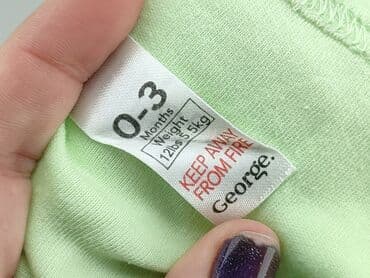 0-3
Months
Weight
12lbs 5.5kg
KEEP AWAY
FROM FIRE
George.